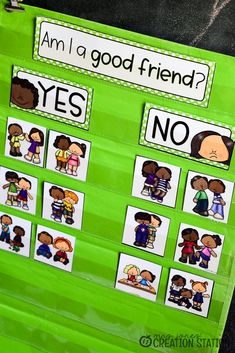 Am I a good friend?
YES
NO
CREATION STATION